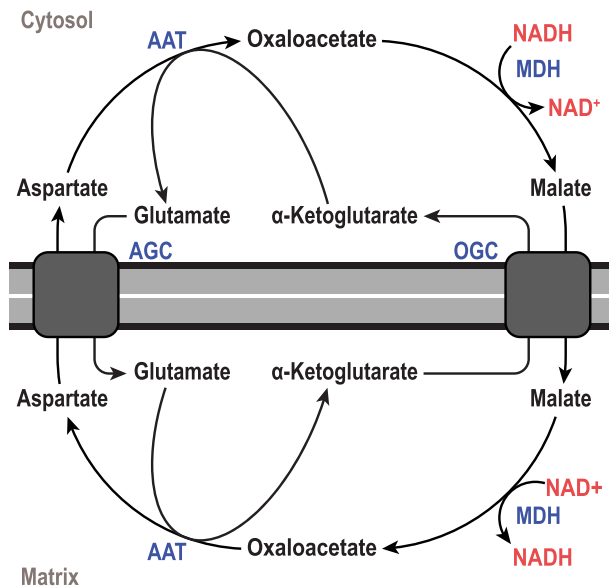 Cytosol
AAT
Oxaloacetate
NADH
MDH
NAD⁺
Aspartate
Malate
Glutamate
α-Ketoglutarate
AGC
OGC
Glutamate
α-Ketoglutarate
Aspartate
Malate
NAD+
MDH
AAT
Oxaloacetate
NADH
Matrix